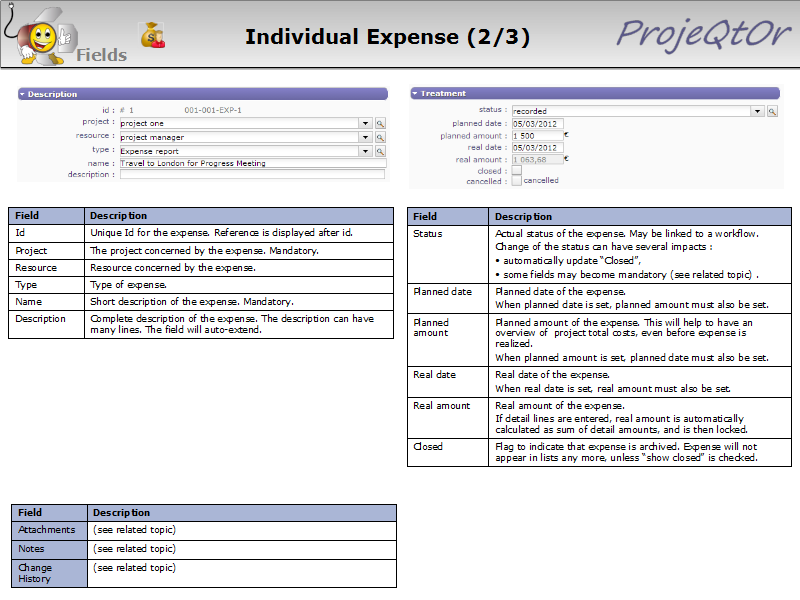 Fields
Individual Expense (2/3)
ProjeQtOr
Description
id : # 1 001-001-EXP-1
project : project one
resource : project manager
type : Expense report
name : Travel to London for Progress Meeting
description :
Treatment
status : recorded
planned date : 05/03/2012
planned amount : 1 500 €
real date : 05/03/2012
real amount : 1 063,68 €
closed :
cancelled : cancelled
Field Description
Id Unique Id for the expense. Reference is displayed after id.
Project The project concerned by the expense. Mandatory.
Resource Resource concerned by the expense.
Type Type of expense.
Name Short description of the expense. Mandatory.
Description Complete description of the expense. The description can have
many lines. The field will auto-extend.
Field Description
Status Actual status of the expense. May be linked to a workflow.
Change of the status can have several impacts :
• automatically update “Closed”,
• some fields may become mandatory (see related topic) .
Planned date Planned date of the expense.
When planned date is set, planned amount must also be set.
Planned amount Planned amount of the expense. This will help to have an
overview of project total costs, even before expense is
realized.
When planned amount is set, planned date must also be set.
Real date Real date of the expense.
When real date is set, real amount must also be set.
Real amount Real amount of the expense.
If detail lines are entered, real amount is automatically
calculated as sum of detail amounts, and is then locked.
Closed Flag to indicate that expense is archived. Expense will not
appear in lists any more, unless “show closed” is checked.
Field Description
Attachments (see related topic)
Notes (see related topic)
Change History (see related topic)